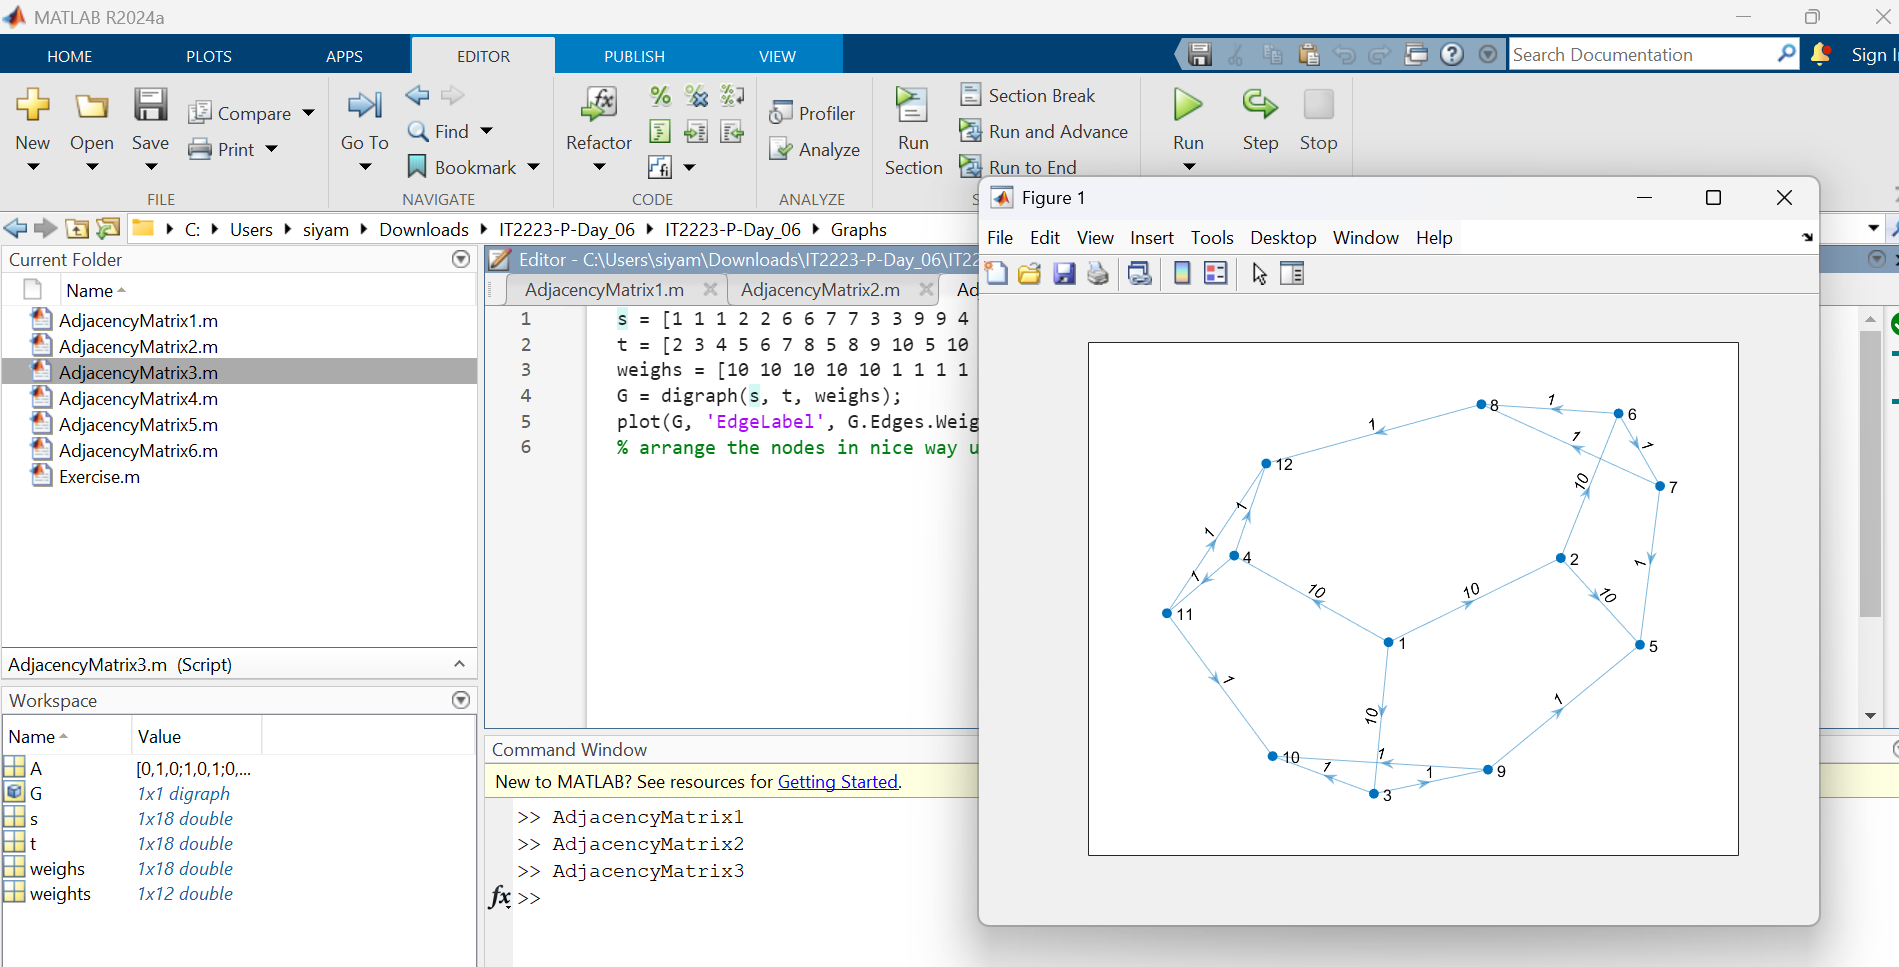 MATLAB R2024a
HOME PLOTS APPS EDITOR PUBLISH VIEW
Search Documentation
Sign
New Open Save Compare Print
FILE
Go To Find Bookmark
NAVIGATE
Refactor
CODE
Profiler
Analyze
ANALYZE
Run Section
Section Break
Run and Advance
Run to End
Run Step Stop
C: Users siyam Downloads IT2223-P-Day_06 IT2223-P-Day_06 Graphs
Current Folder
Name
AdjacencyMatrix1.m
AdjacencyMatrix2.m
AdjacencyMatrix3.m
AdjacencyMatrix4.m
AdjacencyMatrix5.m
AdjacencyMatrix6.m
Exercise.m
AdjacencyMatrix3.m (Script)
Workspace
Name Value
A [0,1,0;1,0,1;0,...
G 1x1 digraph
s 1x18 double
t 1x18 double
weighs 1x18 double
weights 1x12 double
Editor - C:\Users\siyam\Downloads\IT2223-P-Day_06\IT22
AdjacencyMatrix1.m AdjacencyMatrix2.m Ad
1 s = [1 1 1 2 2 6 6 7 7 3 3 9 9 4
2 t = [2 3 4 5 6 7 8 5 8 9 10 5 10
3 weighs = [10 10 10 10 10 1 1 1 1
4 G = digraph(s, t, weighs);
5 plot(G, 'EdgeLabel', G.Edges.Weig
6 % arrange the nodes in nice way u
Command Window
New to MATLAB? See resources for Getting Started.
>> AdjacencyMatrix1
>> AdjacencyMatrix2
>> AdjacencyMatrix3
fx >>
Figure 1
File Edit View Insert Tools Desktop Window Help
8 1 6
1 1 1
12
10 7
1
1
4 2 1
1 10 10 10
11 1 5
1 10 1
10 1 1 1 9
3